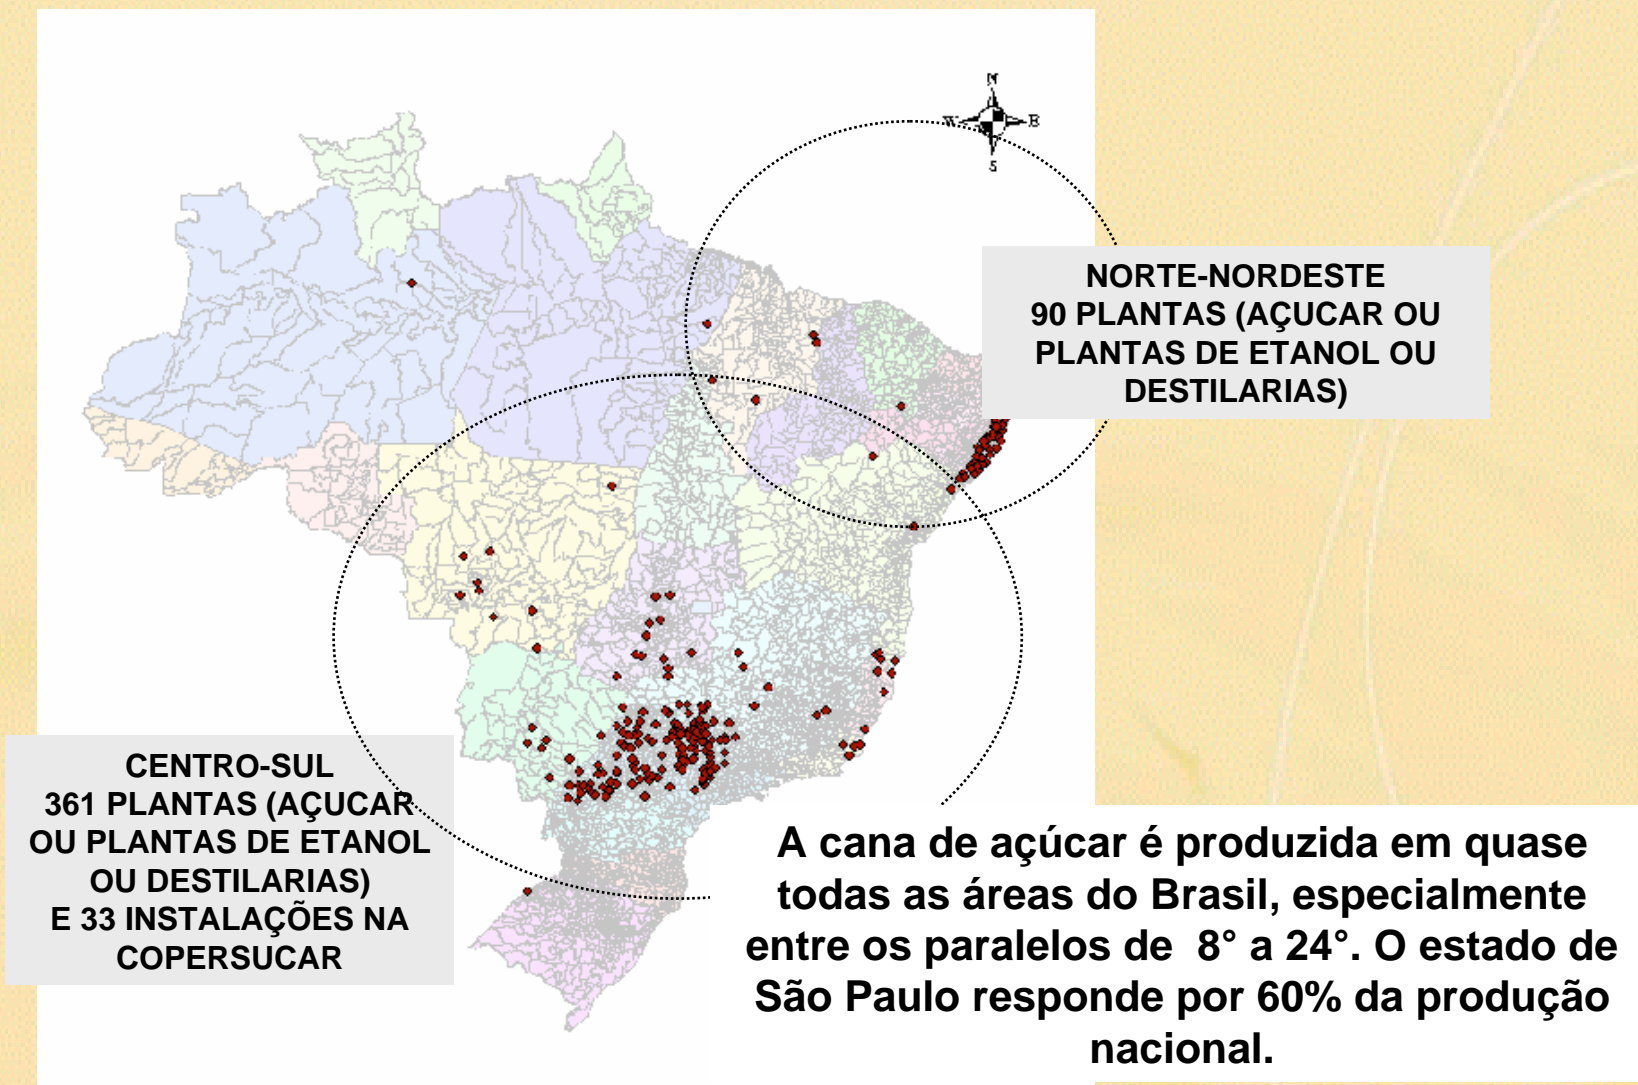 N
W E
S
NORTE-NORDESTE
90 PLANTAS (AÇUCAR OU
PLANTAS DE ETANOL OU
DESTILARIAS)
CENTRO-SUL
361 PLANTAS (AÇUCAR
OU PLANTAS DE ETANOL
OU DESTILARIAS)
E 33 INSTALAÇÕES NA
COPERSUCAR
A cana de açúcar é produzida em quase
todas as áreas do Brasil, especialmente
entre os paralelos de 8° a 24°. O estado de
São Paulo responde por 60% da produção
nacional.